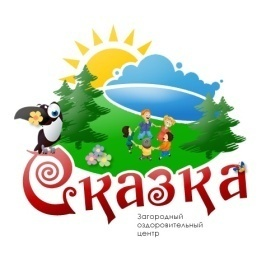 Сказка
Загородный
оздоровительный
центр